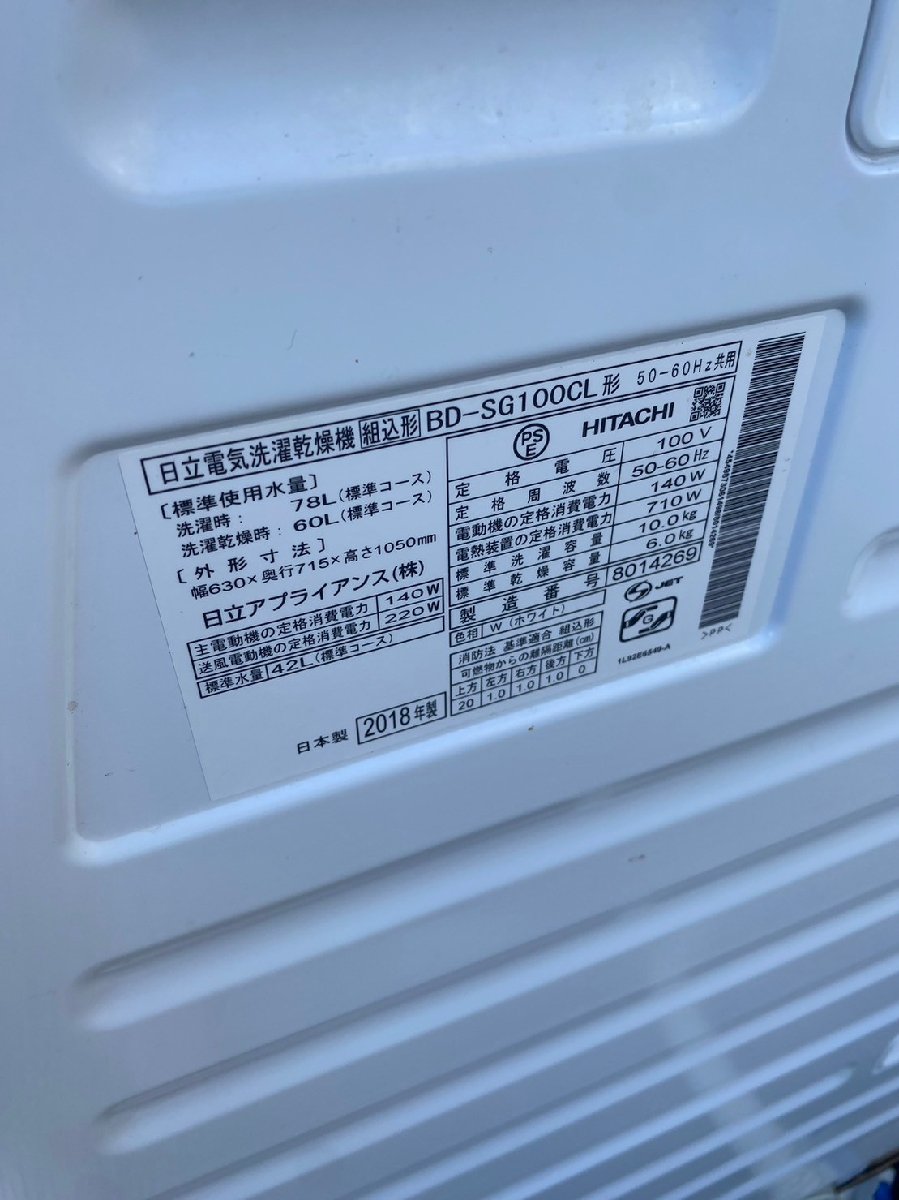 日立電気洗濯乾燥機 組込形 BD-SG100CL形 50-60Hz共用
[標準使用水量]
洗濯時: 78L(標準コース)
洗濯乾燥時: 60L(標準コース)
[外形寸法]
幅630×奥行715×高さ1050mm
日立アプライアンス(株)
主電動機の定格消費電力 140W
送風電動機の定格消費電力 220W
標準水量 42L(標準コース)
日本製 2018年製
PSE HITACHI
定格電圧 100V
定格周波数 50-60Hz
電動機の定格消費電力 140W
電熱装置の定格消費電力 710W
標準洗濯容量 10.0kg
標準乾燥容量 6.0kg
製造番号 8014269
色相 W(ホワイト)
消防法 基準適合 組込形
可燃物からの離隔距離(cm)
上方 左方 右方 後方 下方
20 1.0 1.0 1.0 0
JET
G
>PP<